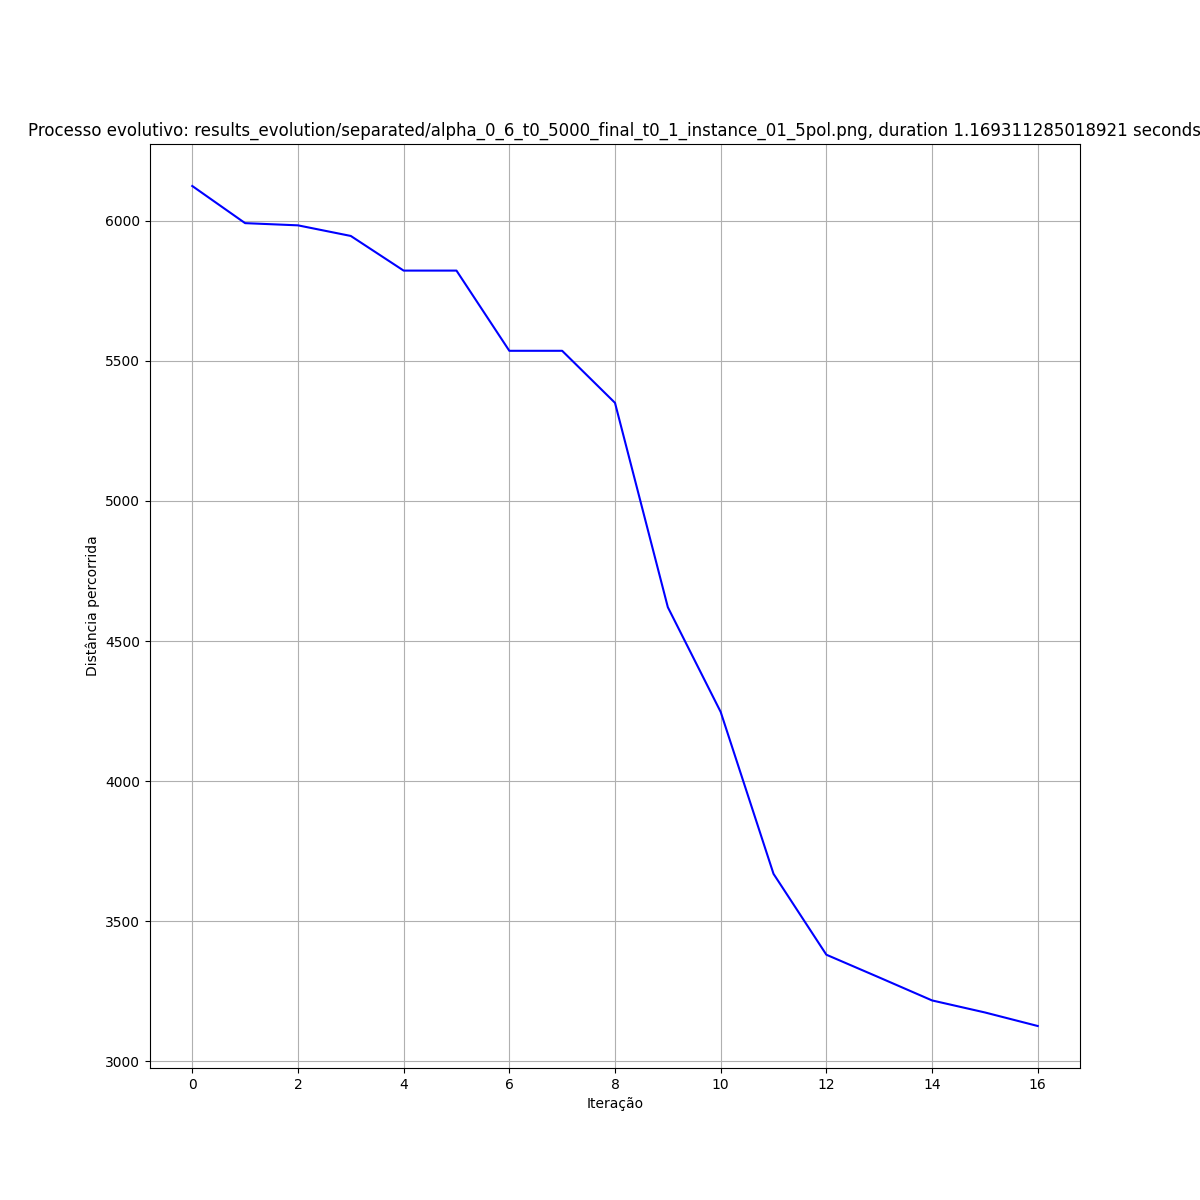 Processo evolutivo: results_evolution/separated/alpha_0_6_t0_5000_final_t0_1_instance_01_5pol.png, duration 1.169311285018921 seconds
6000
5500
5000
4500
4000
3500
3000
Distância percorrida
0 2 4 6 8 10 12 14 16
Iteração